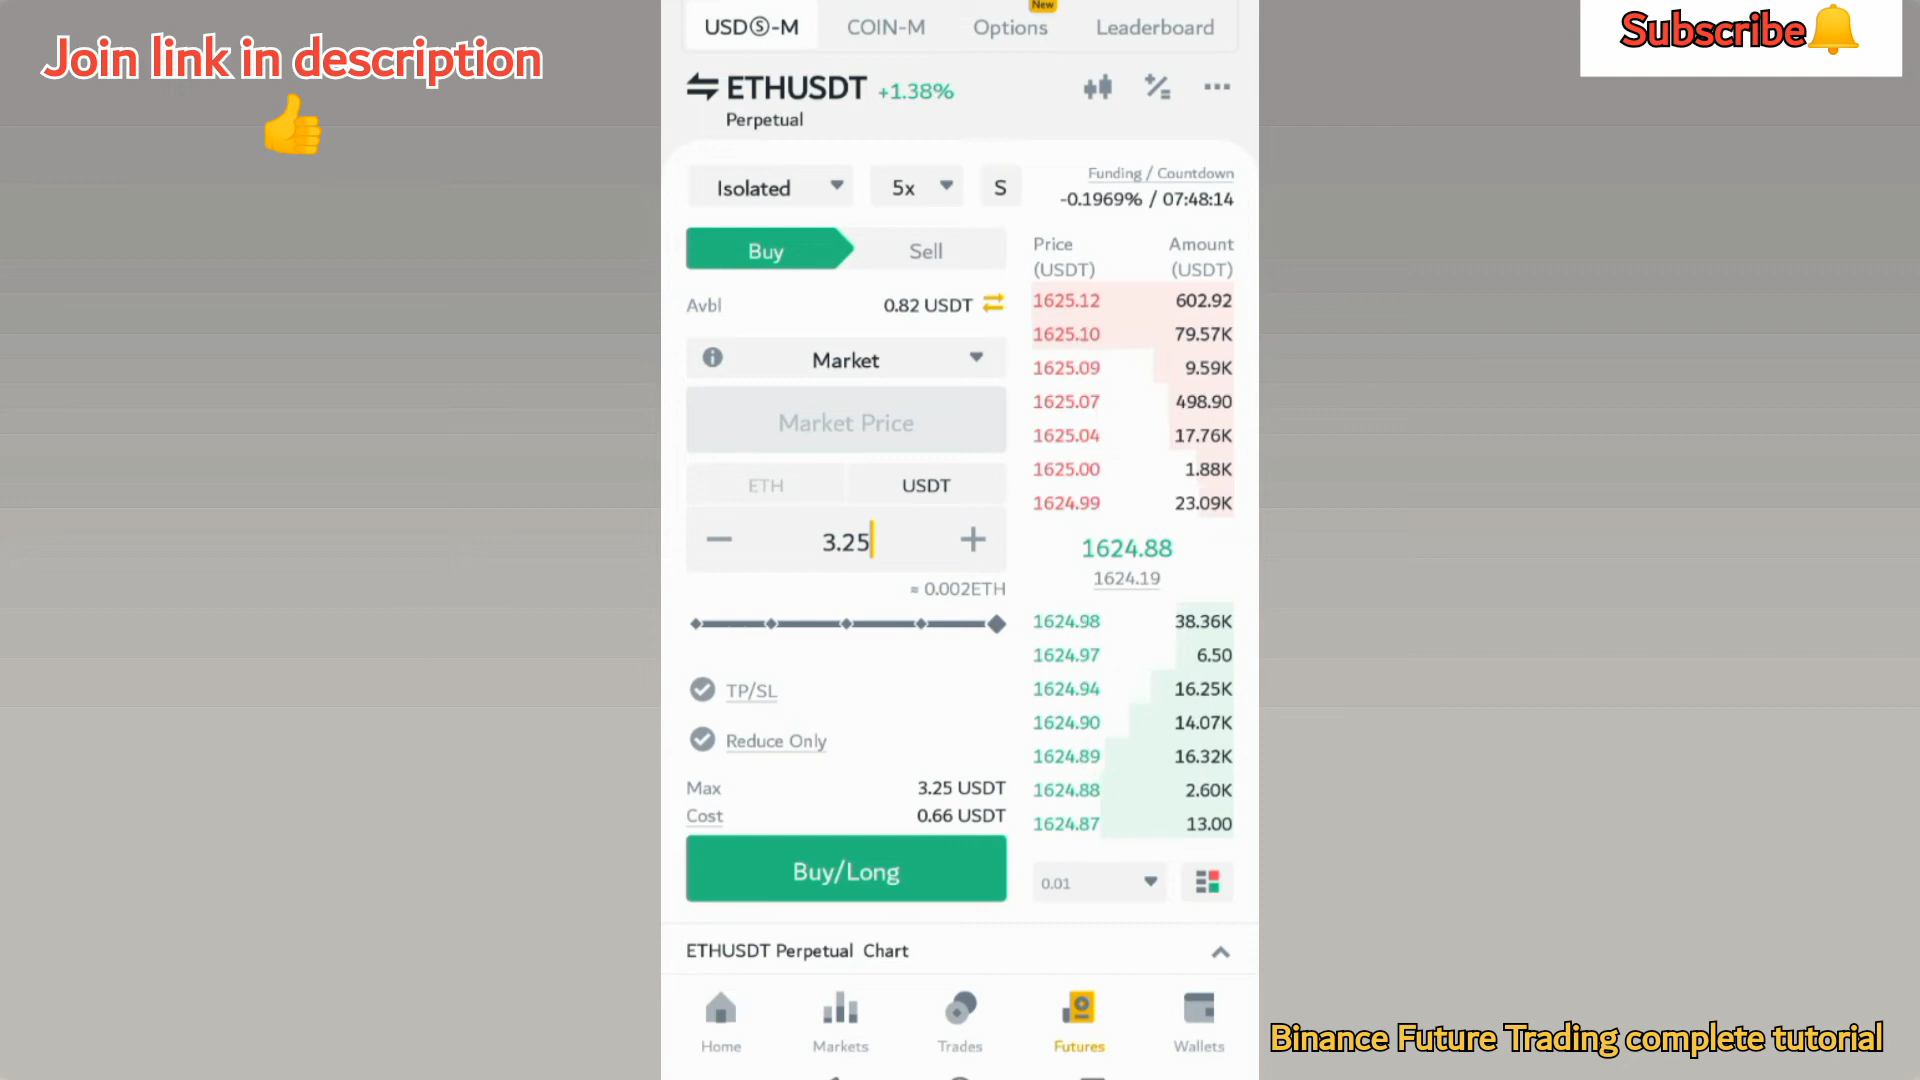 Join link in description
Subscribe
USDⓈ-M COIN-M Options New Leaderboard
ETHUSDT +1.38%
Perpetual
Isolated 5x S
Funding / Countdown
-0.1969% / 07:48:14
Buy Sell
Avbl 0.82 USDT
Market
Market Price
ETH USDT
3.25
≈ 0.002ETH
TP/SL
Reduce Only
Max 3.25 USDT
Cost 0.66 USDT
Buy/Long
Price Amount
(USDT) (USDT)
1625.12 602.92
1625.10 79.57K
1625.09 9.59K
1625.07 498.90
1625.04 17.76K
1625.00 1.88K
1624.99 23.09K
1624.88
1624.19
1624.98 38.36K
1624.97 6.50
1624.94 16.25K
1624.90 14.07K
1624.89 16.32K
1624.88 2.60K
1624.87 13.00
0.01
ETHUSDT Perpetual Chart
Home Markets Trades Futures Wallets
Binance Future Trading complete tutorial